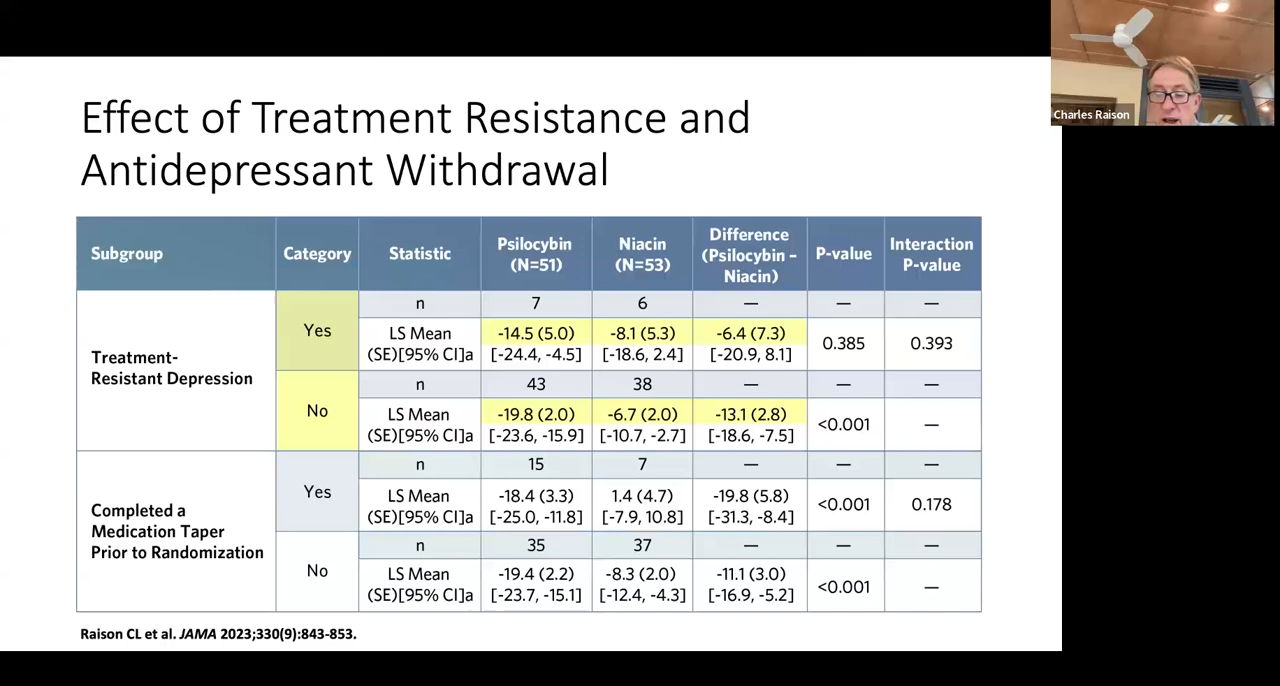 Charles Raison
Effect of Treatment Resistance and
Antidepressant Withdrawal
Subgroup Category Statistic Psilocybin (N=51) Niacin (N=53) Difference (Psilocybin – Niacin) P-value Interaction P-value
Treatment-
Resistant Depression
Yes
n 7 6 — — —
LS Mean -14.5 (5.0) -8.1 (5.3) -6.4 (7.3)
(SE)[95% CI]a [-24.4, -4.5] [-18.6, 2.4] [-20.9, 8.1] 0.385 0.393
No
n 43 38 — — —
LS Mean -19.8 (2.0) -6.7 (2.0) -13.1 (2.8)
(SE)[95% CI]a [-23.6, -15.9] [-10.7, -2.7] [-18.6, -7.5] <0.001 —
Completed a
Medication Taper
Prior to Randomization
Yes
n 15 7 — — —
LS Mean -18.4 (3.3) 1.4 (4.7) -19.8 (5.8)
(SE)[95% CI]a [-25.0, -11.8] [-7.9, 10.8] [-31.3, -8.4] <0.001 0.178
No
n 35 37 — — —
LS Mean -19.4 (2.2) -8.3 (2.0) -11.1 (3.0)
(SE)[95% CI]a [-23.7, -15.1] [-12.4, -4.3] [-16.9, -5.2] <0.001 —
Raison CL et al. JAMA 2023;330(9):843-853.